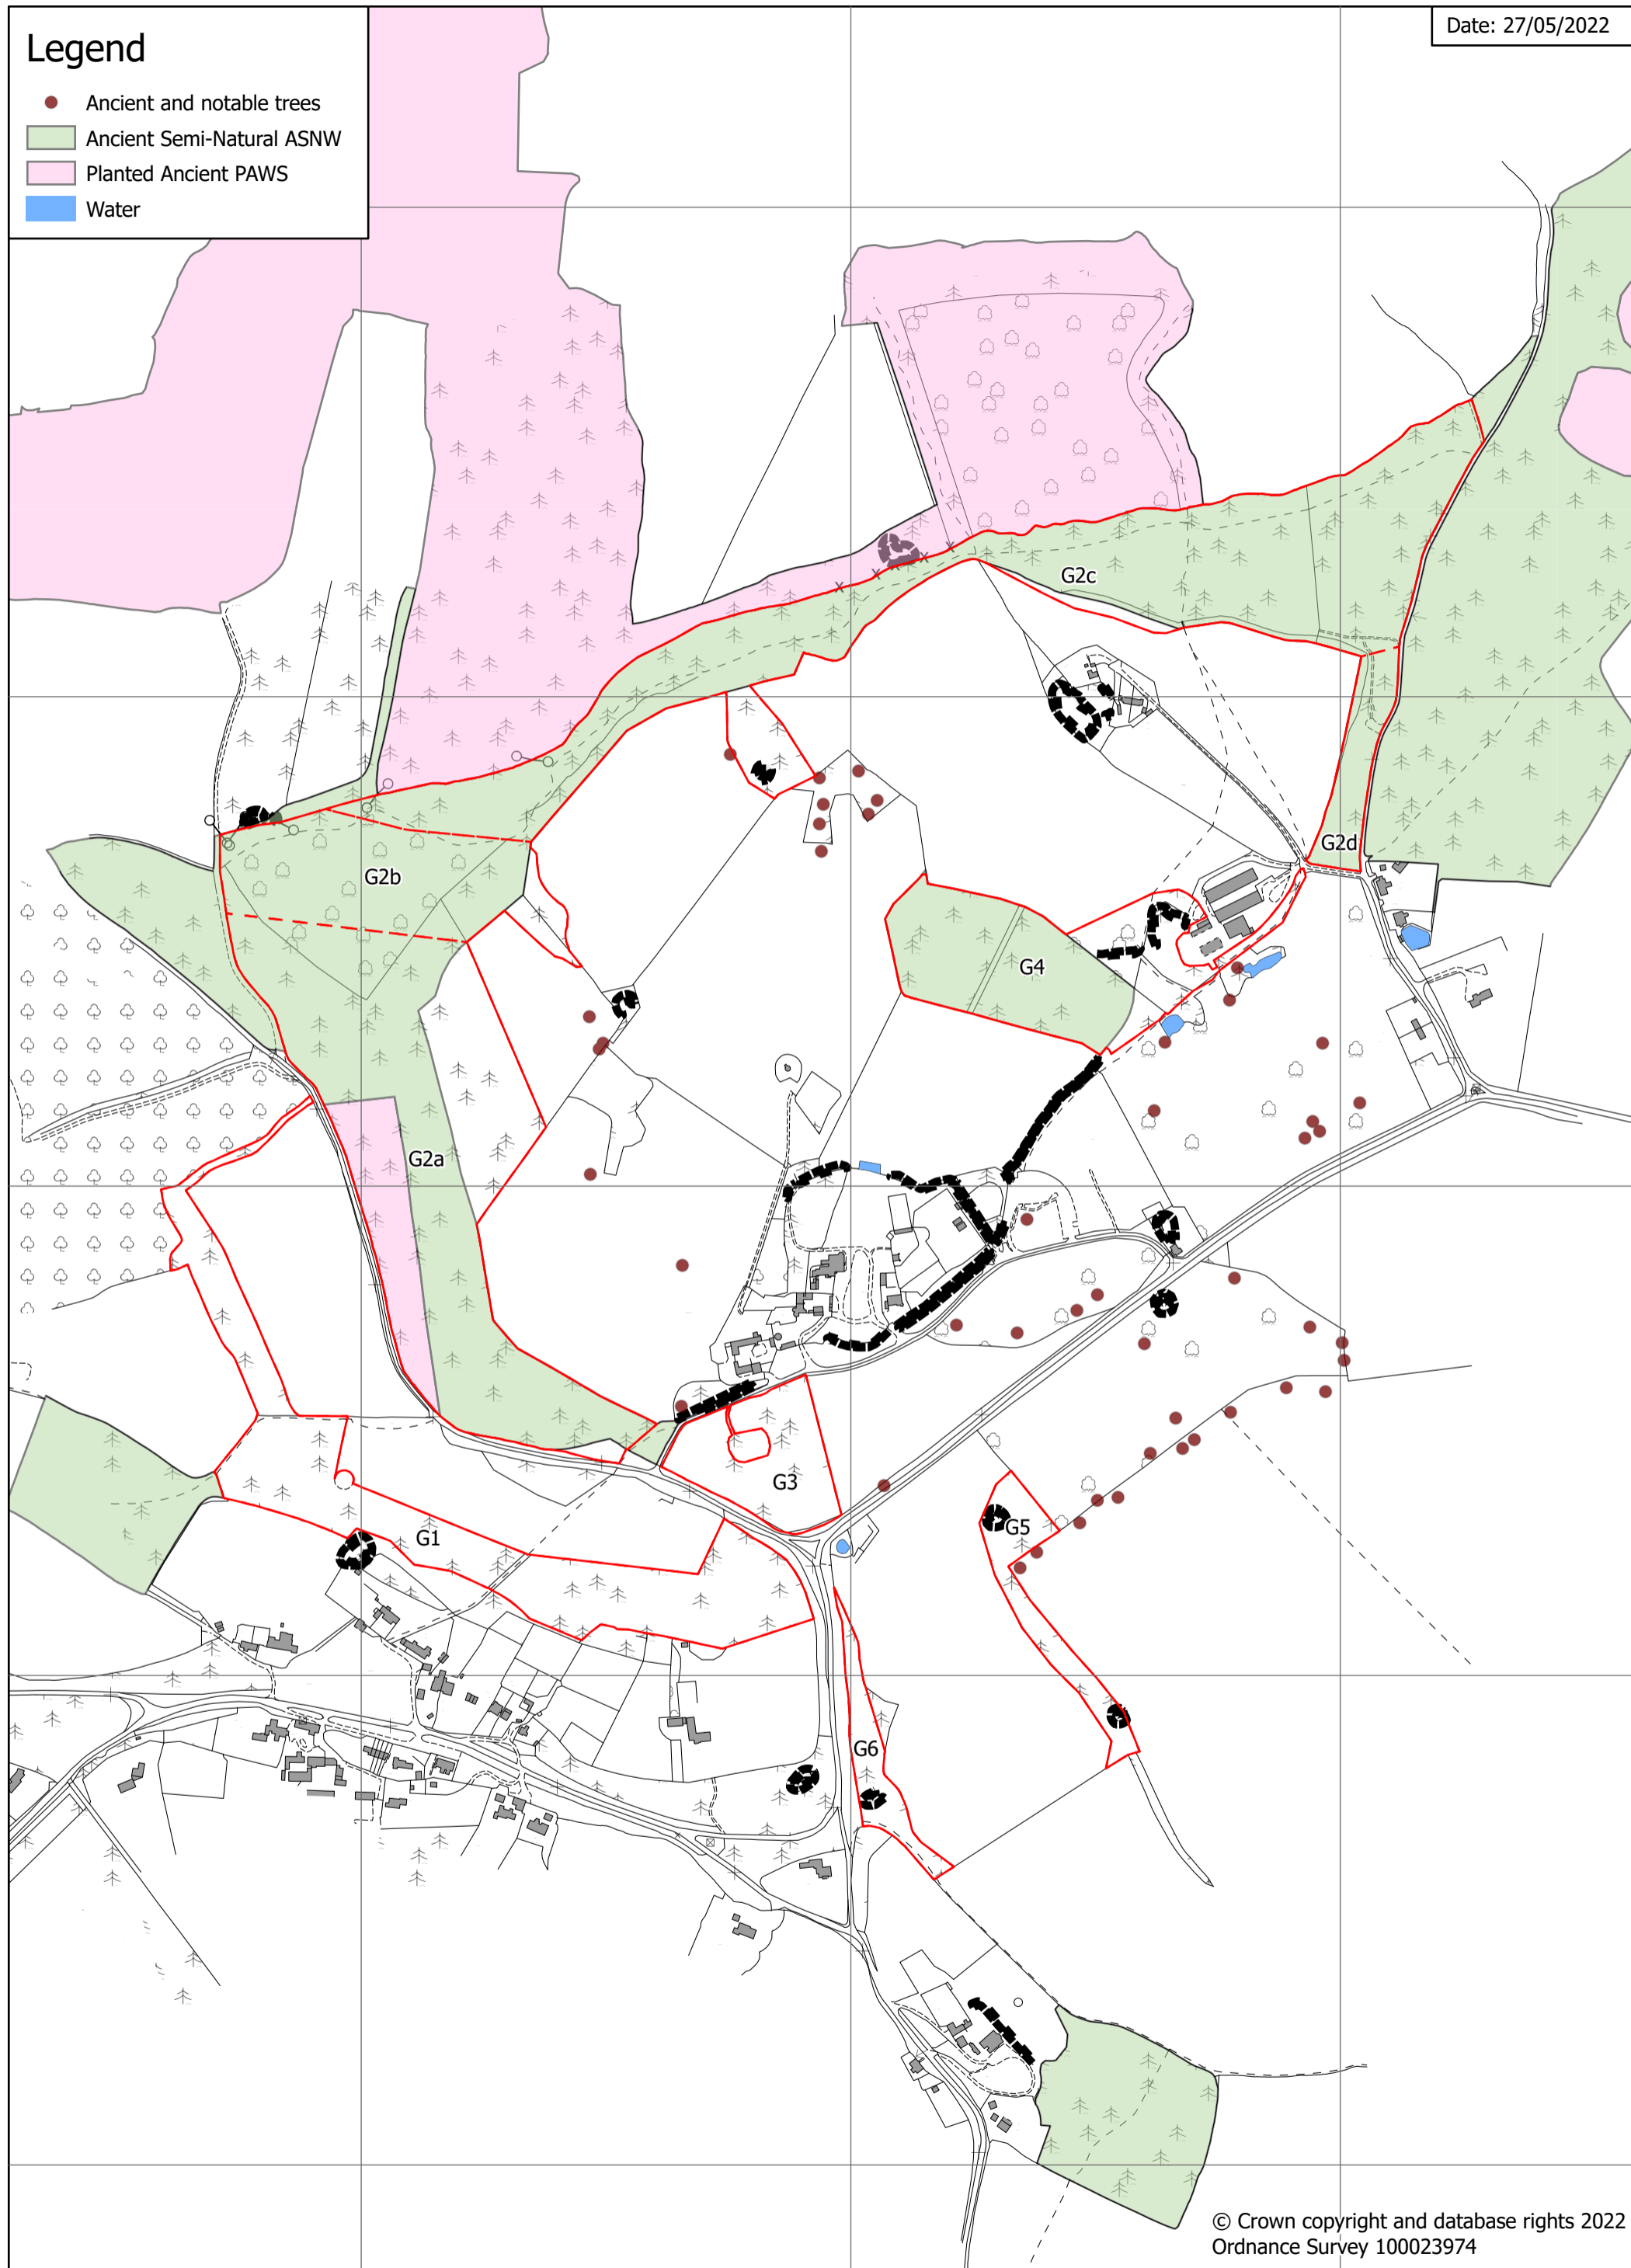 Legend
Ancient and notable trees
Ancient Semi-Natural ASNW
Planted Ancient PAWS
Water
Date: 27/05/2022
G2c
G2d
G2b
G4
G2a
G3
G5
G1
G6
© Crown copyright and database rights 2022
Ordnance Survey 100023974